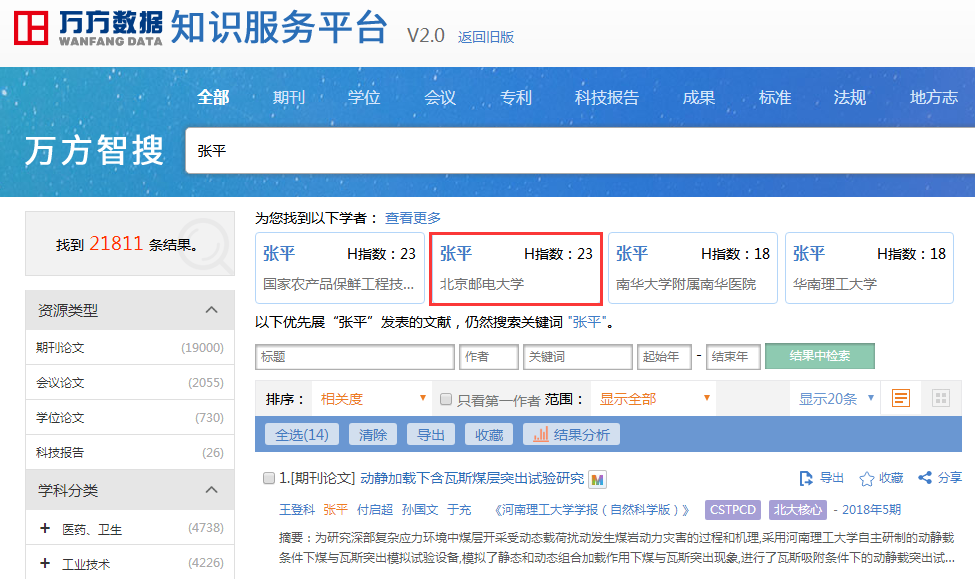 万方数据 知识服务平台 V2.0 返回旧版
WANFANG DATA
全部 期刊 学位 会议 专利 科技报告 成果 标准 法规 地方志
万方智搜 张平
找到 21811 条结果。
资源类型
期刊论文 (19000)
会议论文 (2055)
学位论文 (730)
科技报告 (26)
学科分类
+ 医药、卫生 (4738)
+ 工业技术 (4226)
为您找到以下学者： 查看更多
张平 H指数：23
国家农产品保鲜工程技...
张平 H指数：23
北京邮电大学
张平 H指数：18
南华大学附属南华医院
张平 H指数：18
华南理工大学
以下优先展 “张平” 发表的文献，仍然搜索关键词 "张平"。
标题 作者 关键词 起始年 - 结束年 结果中检索
排序： 相关度 只看第一作者 范围： 显示全部 显示20条
全选(14) 清除 导出 收藏 结果分析
1.[期刊论文] 动静加载下含瓦斯煤层突出试验研究 M 导出 收藏 分享
王登科 张平 付启超 孙国文 于充 《河南理工大学学报（自然科学版）》 CSTPCD 北大核心 - 2018年5期
摘要：为研究深部复杂应力环境中煤层开采受动态载荷扰动发生煤岩动力灾害的过程和机理,采用河南理工大学自主研制的动静载
条件下煤与瓦斯突出模拟试验设备,模拟了静态和动态组合加载作用下煤与瓦斯突出现象,进行了瓦斯吸附条件下的动静载突出试...